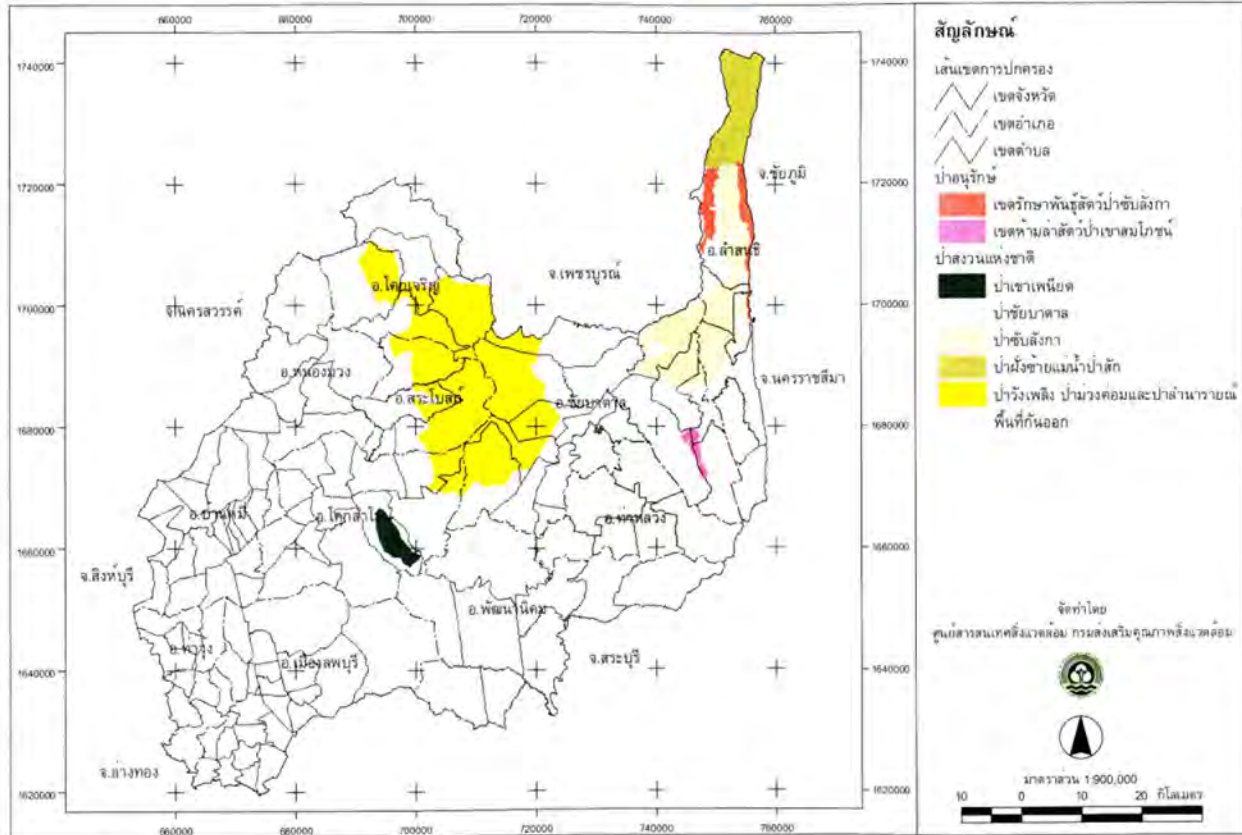 660000 680000 700000 720000 740000 760000
1740000 1740000
1720000 1720000
1700000 1700000
1680000 1680000
1660000 1660000
1640000 1640000
1620000 1620000
660000 680000 700000 720000 740000 760000
จ.ชัยภูมิ
อ.ลำสนธิ
จ.เพชรบูรณ์
อ.โคกเจริญ
จ.นครสวรรค์
อ.หนองม่วง
จ.นครราชสีมา
อ.สระโบสถ์
อ.ชัยบาดาล
อ.บ้านหมี่
อ.โคกสำโรง
อ.ท่าหลวง
จ.สิงห์บุรี
อ.พัฒนานิคม
อ.ท่าวุ้ง
อ.เมืองลพบุรี
จ.สระบุรี
จ.อ่างทอง
สัญลักษณ์
เส้นเขตการปกครอง
เขตจังหวัด
เขตอำเภอ
เขตตำบล
ป่าอนุรักษ์
เขตรักษาพันธุ์สัตว์ป่าซับลังกา
เขตห้ามล่าสัตว์ป่าเขาสมโภชน์
ป่าสงวนแห่งชาติ
ป่าเขาเพนียด
ป่าชัยบาดาล
ป่าซับลังกา
ป่าฝั่งซ้ายแม่น้ำป่าสัก
ป่าวังเพลิง ป่าม่วงค่อมและป่าลำนารายณ์
พื้นที่กันออก
จัดทำโดย
ศูนย์สารสนเทศสิ่งแวดล้อม กรมส่งเสริมคุณภาพสิ่งแวดล้อม
มาตราส่วน 1:900,000
10 0 10 20 กิโลเมตร